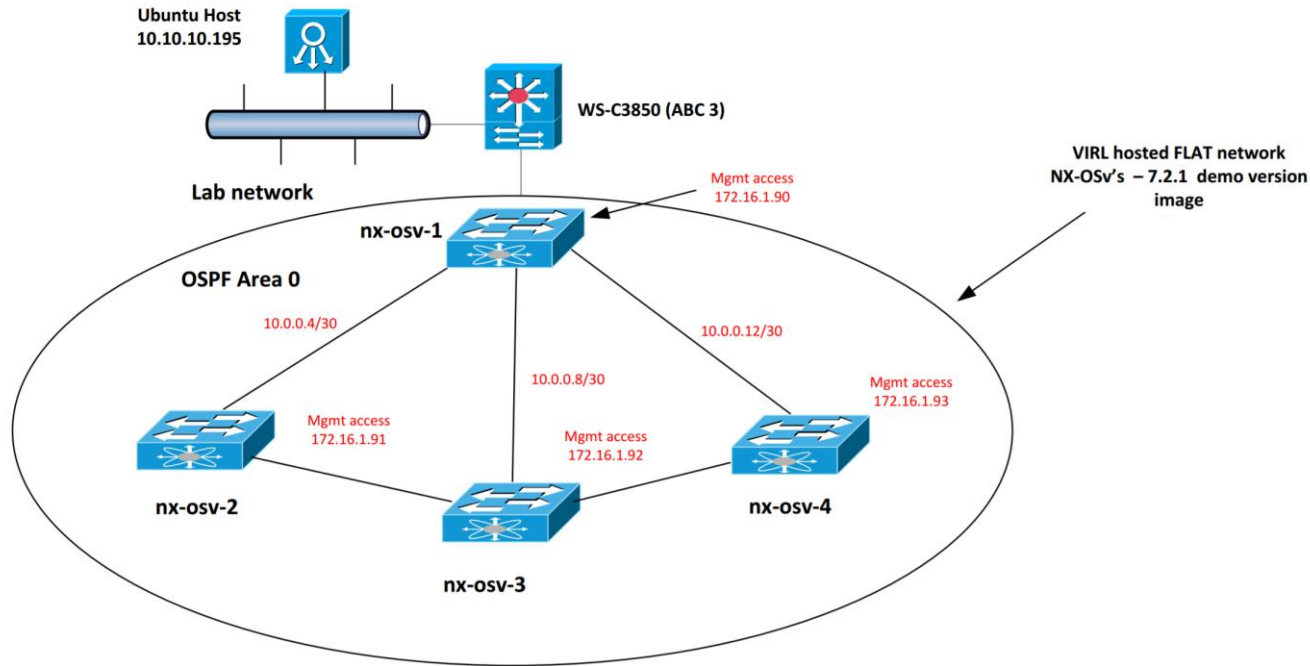 Ubuntu Host
10.10.10.195
WS-C3850 (ABC 3)
Lab network
VIRL hosted FLAT network
NX-OSv's – 7.2.1 demo version
image
Mgmt access
172.16.1.90
nx-osv-1
OSPF Area 0
10.0.0.4/30
10.0.0.12/30
10.0.0.8/30
Mgmt access
172.16.1.91
Mgmt access
172.16.1.92
Mgmt access
172.16.1.93
nx-osv-2
nx-osv-4
nx-osv-3